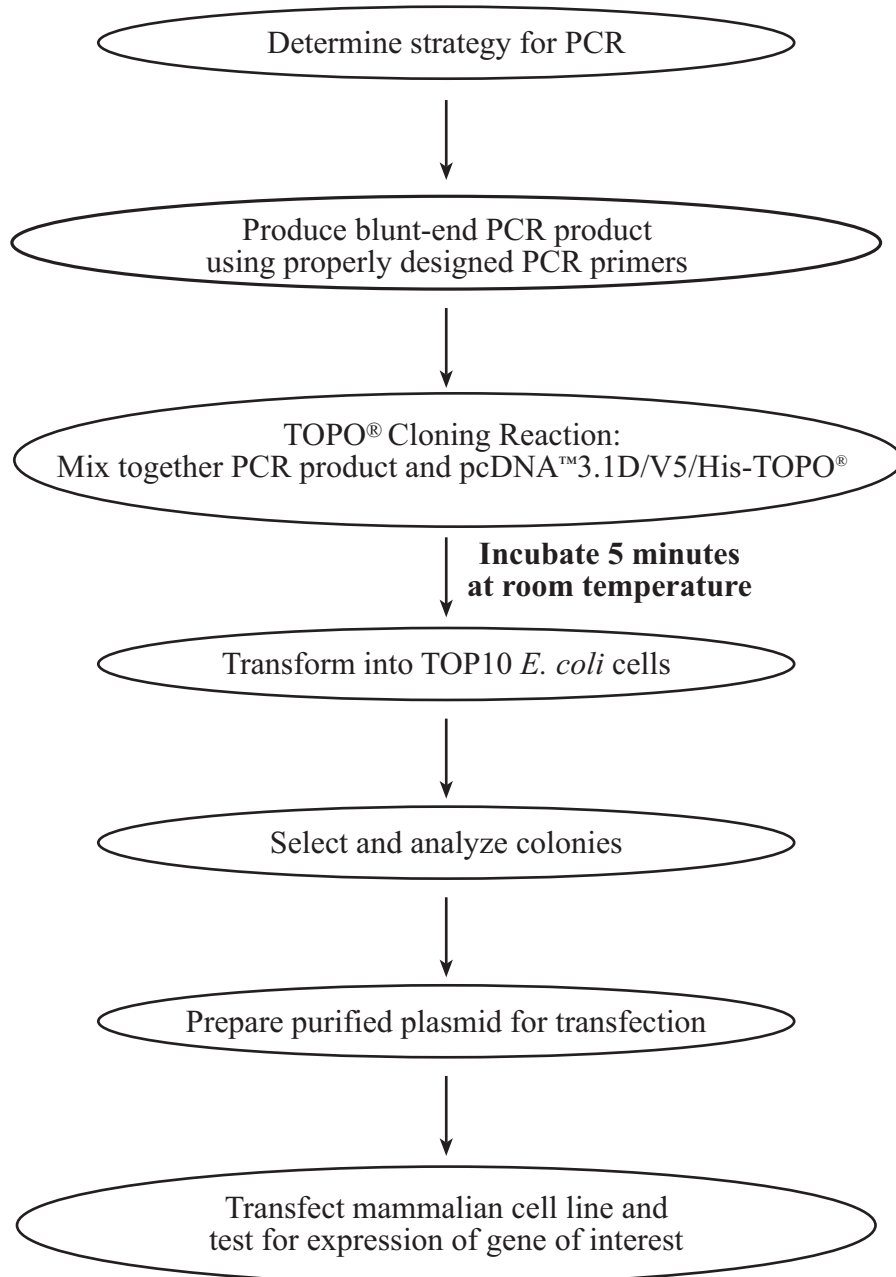 Determine strategy for PCR
Produce blunt-end PCR product
using properly designed PCR primers
TOPO® Cloning Reaction:
Mix together PCR product and pcDNA™3.1D/V5/His-TOPO®
Incubate 5 minutes
at room temperature
Transform into TOP10 E. coli cells
Select and analyze colonies
Prepare purified plasmid for transfection
Transfect mammalian cell line and
test for expression of gene of interest